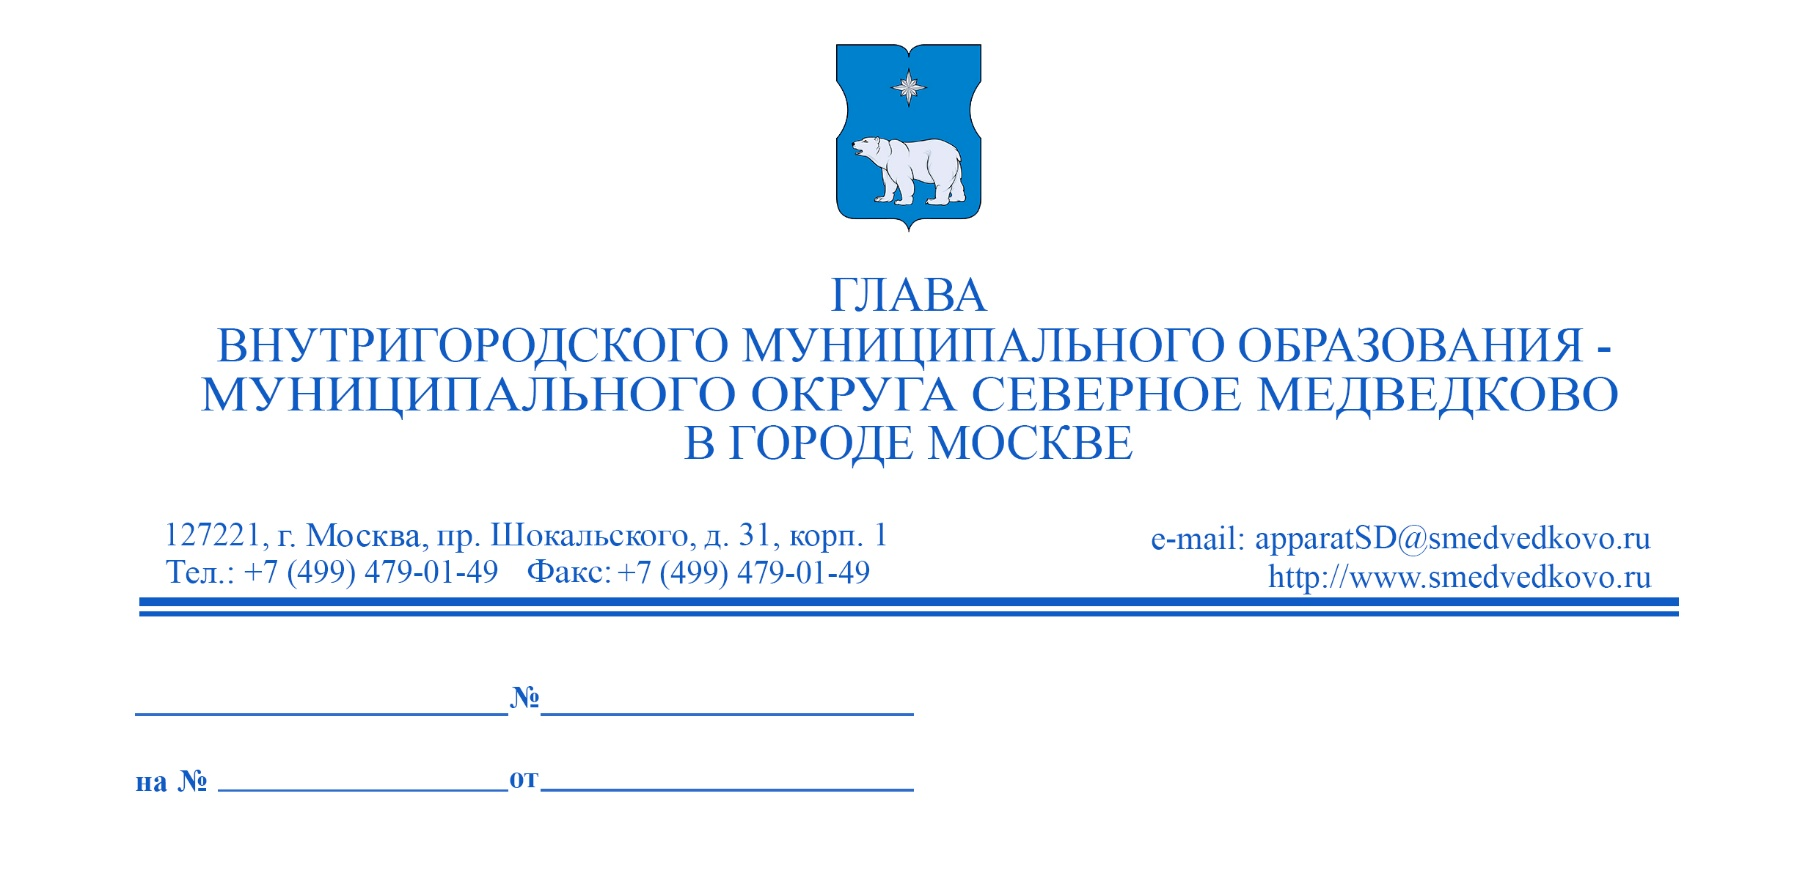 ГЛАВА
ВНУТРИГОРОДСКОГО МУНИЦИПАЛЬНОГО ОБРАЗОВАНИЯ -
МУНИЦИПАЛЬНОГО ОКРУГА СЕВЕРНОЕ МЕДВЕДКОВО
В ГОРОДЕ МОСКВЕ
127221, г. Москва, пр. Шокальского, д. 31, корп. 1
Тел.: +7 (499) 479-01-49 Факс: +7 (499) 479-01-49
e-mail: apparatSD@smedvedkovo.ru
http://www.smedvedkovo.ru
№
на № от